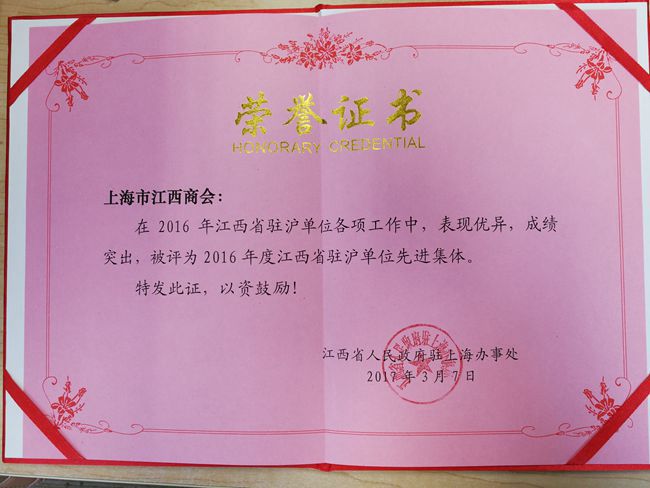 荣誉证书
HONORARY CREDENTIAL
上海市江西商会：
在 2016 年江西省驻沪单位各项工作中，表现优异，成绩
突出，被评为 2016 年度江西省驻沪单位先进集体。
特发此证，以资鼓励！
江西省人民政府驻上海办事处
2017 年 3 月 7 日